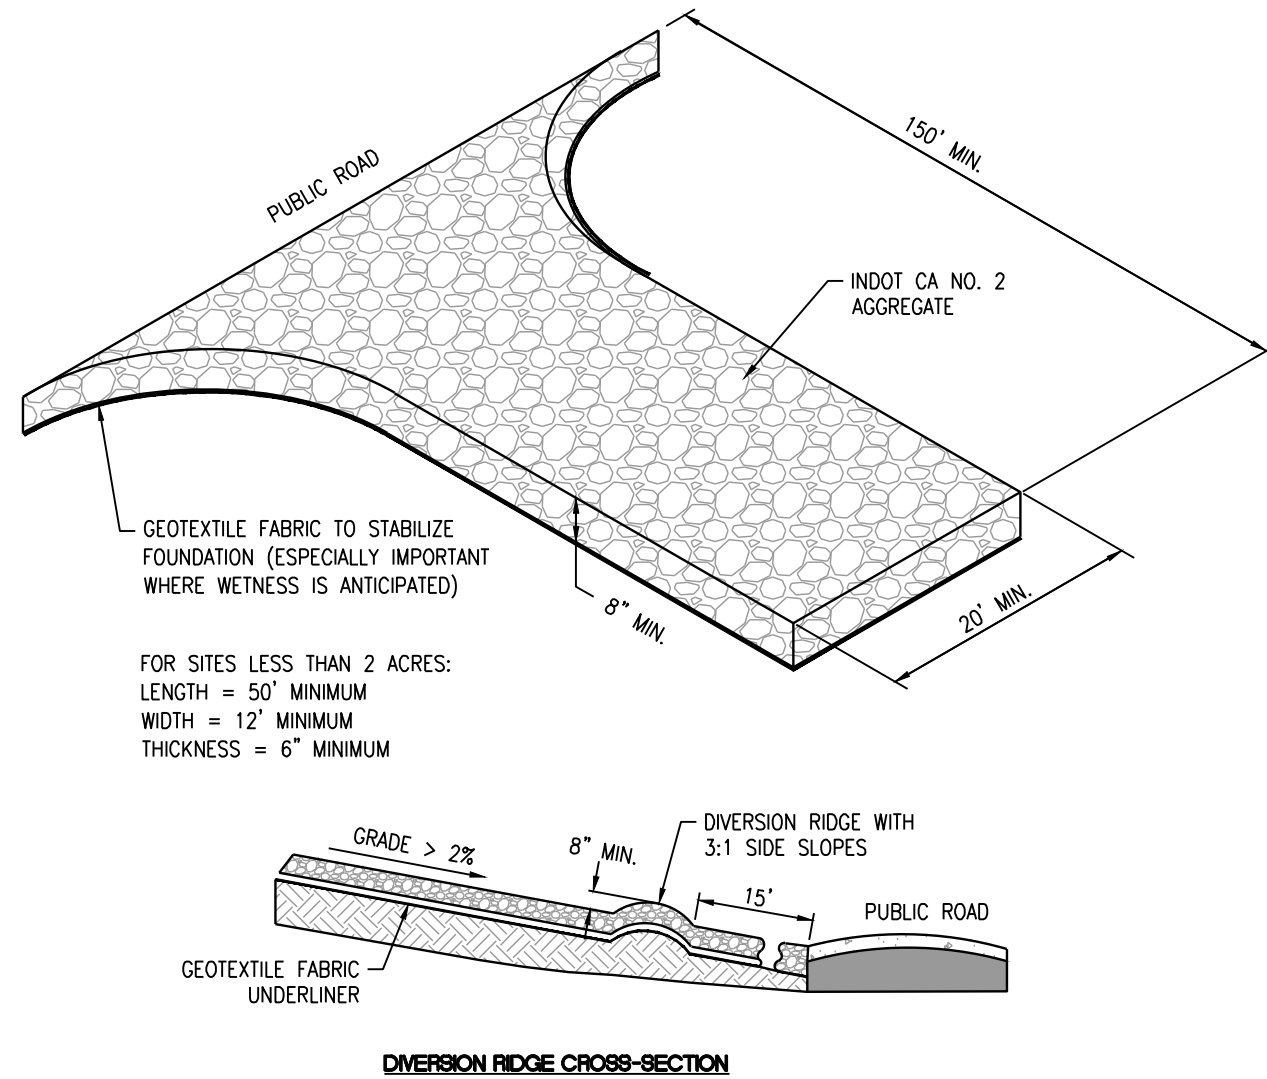 150' MIN.
PUBLIC ROAD
INDOT CA NO. 2
AGGREGATE
GEOTEXTILE FABRIC TO STABILIZE
FOUNDATION (ESPECIALLY IMPORTANT
WHERE WETNESS IS ANTICIPATED)
8" MIN.
20' MIN.
FOR SITES LESS THAN 2 ACRES:
LENGTH = 50' MINIMUM
WIDTH = 12' MINIMUM
THICKNESS = 6" MINIMUM
GRADE > 2%
8" MIN.
DIVERSION RIDGE WITH
3:1 SIDE SLOPES
15'
PUBLIC ROAD
GEOTEXTILE FABRIC
UNDERLINER
DIVERSION RIDGE CROSS-SECTION